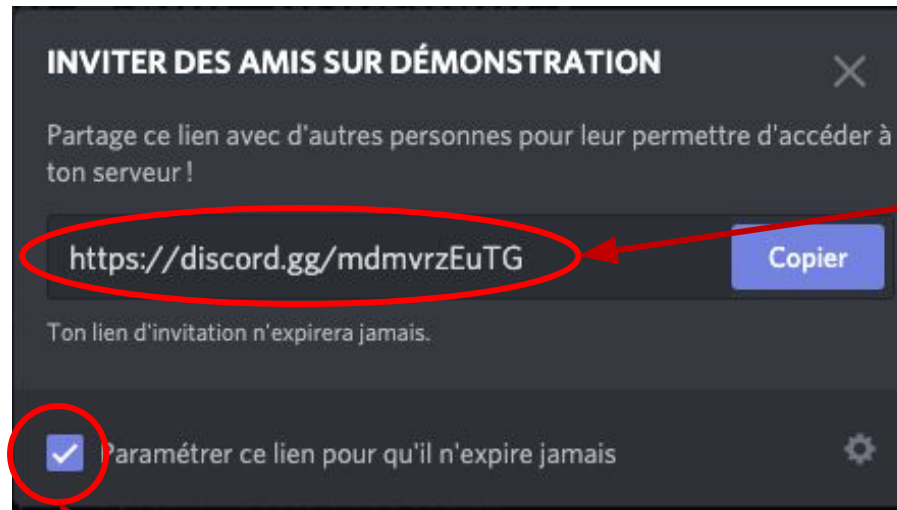 INVITER DES AMIS SUR DÉMONSTRATION
Partage ce lien avec d'autres personnes pour leur permettre d'accéder à
ton serveur !
https://discord.gg/mdmvrzEuTG
Copier
Ton lien d'invitation n'expirera jamais.
Paramétrer ce lien pour qu'il n'expire jamais